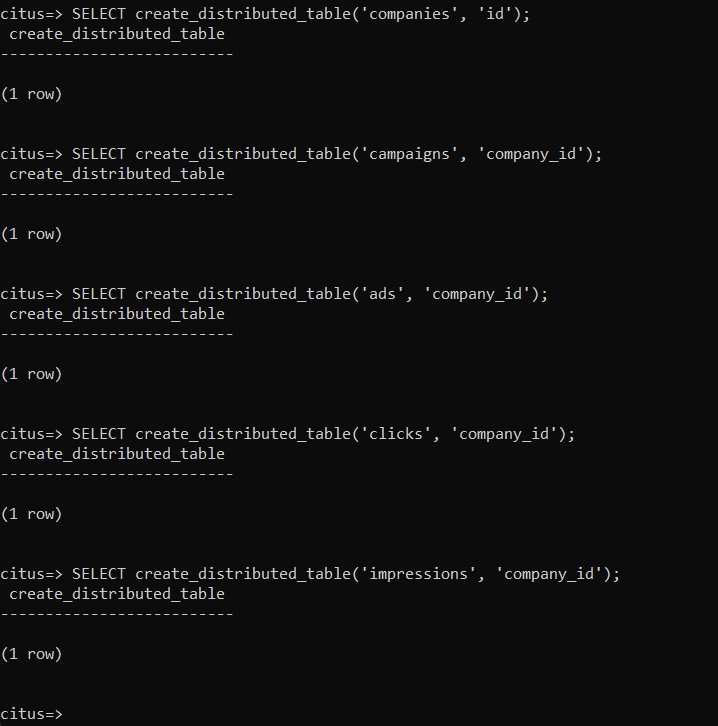 citus=> SELECT create_distributed_table('companies', 'id');
 create_distributed_table
--------------------------

(1 row)


citus=> SELECT create_distributed_table('campaigns', 'company_id');
 create_distributed_table
--------------------------

(1 row)


citus=> SELECT create_distributed_table('ads', 'company_id');
 create_distributed_table
--------------------------

(1 row)


citus=> SELECT create_distributed_table('clicks', 'company_id');
 create_distributed_table
--------------------------

(1 row)


citus=> SELECT create_distributed_table('impressions', 'company_id');
 create_distributed_table
--------------------------

(1 row)


citus=>